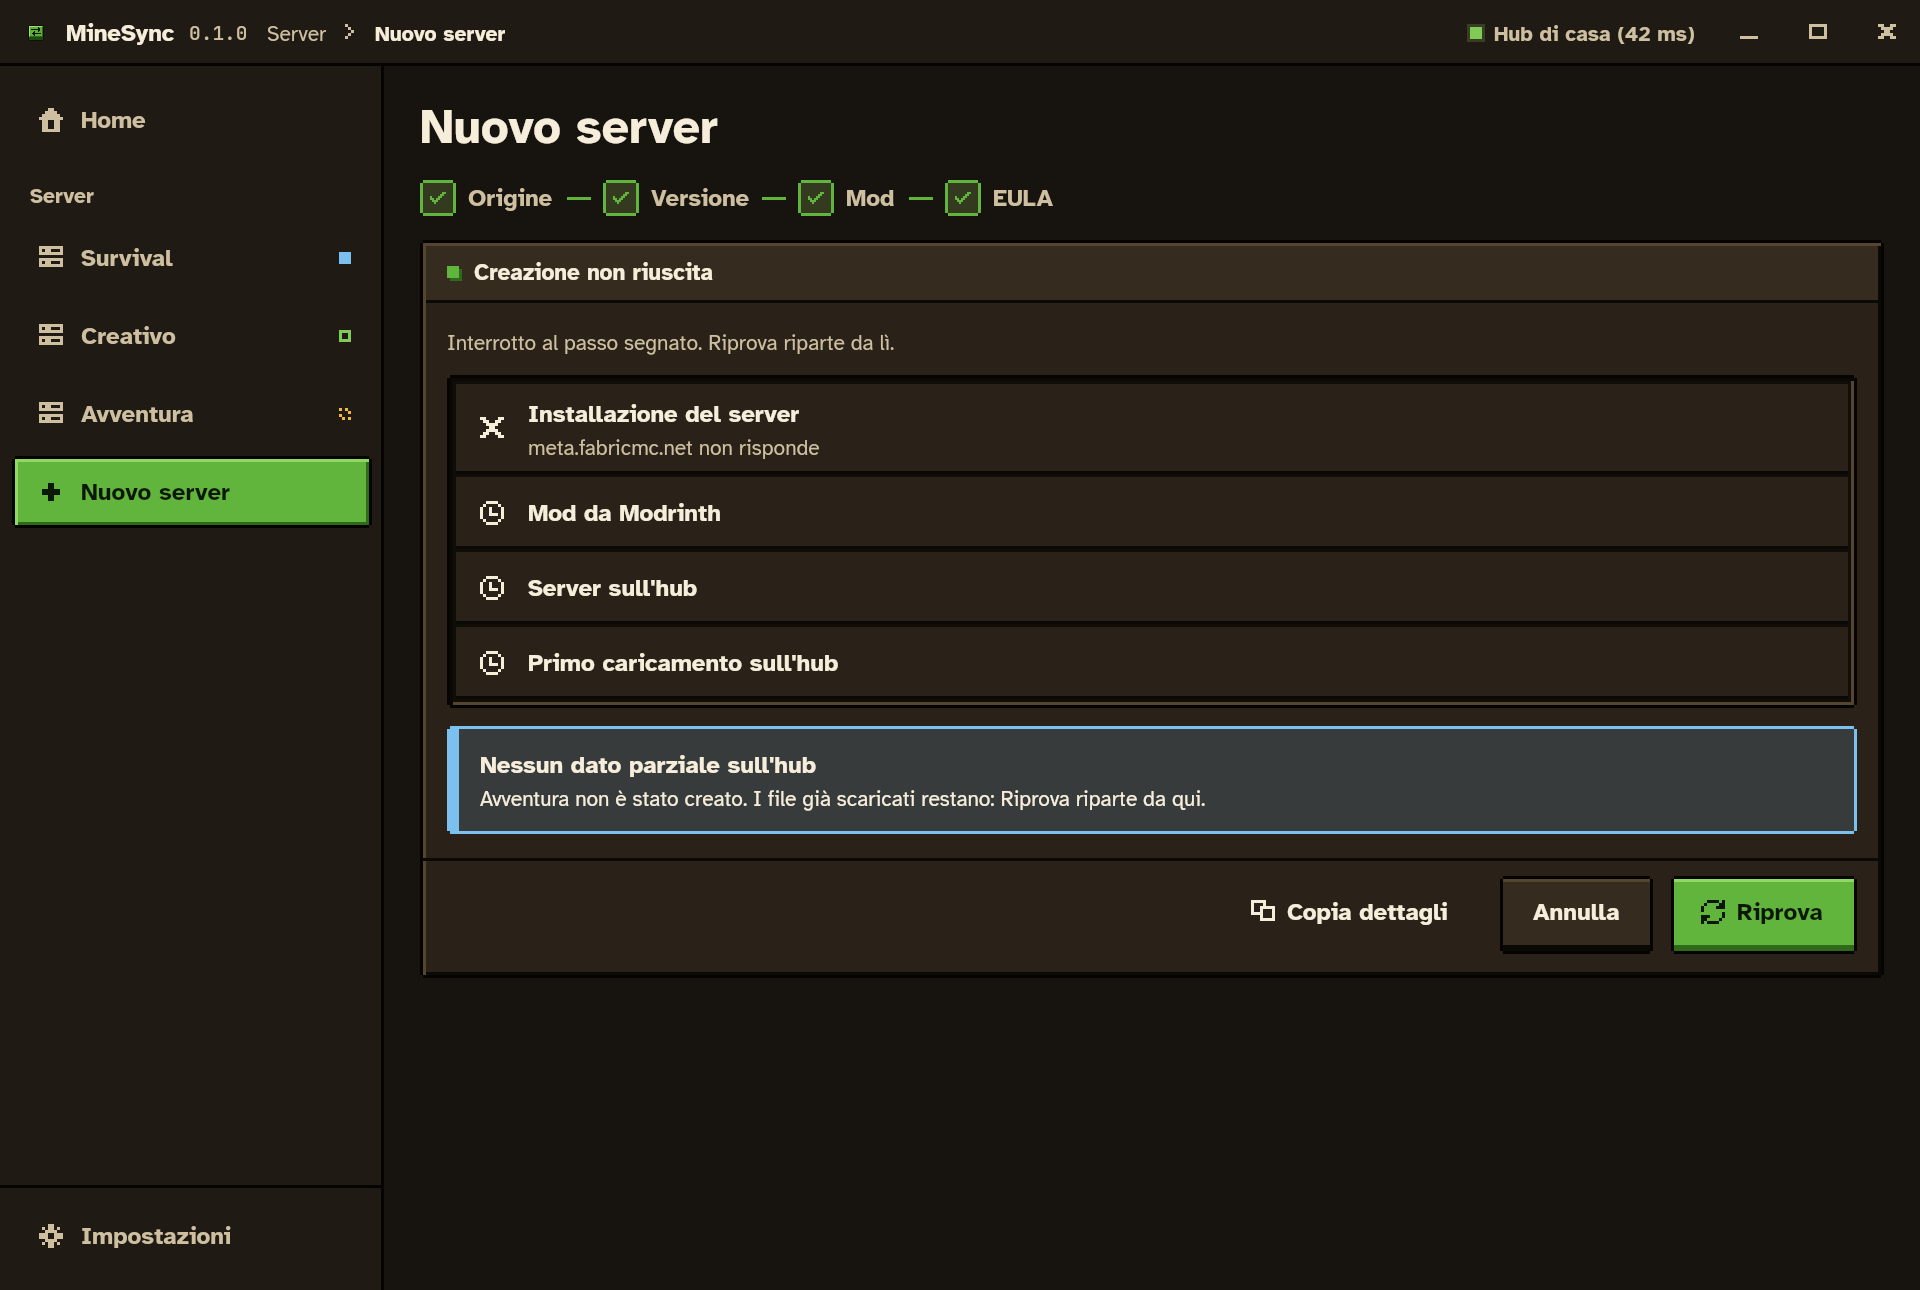 MineSync 0.1.0 Server > Nuovo server
Hub di casa (42 ms)
Home
Server
Survival
Creativo
Avventura
Nuovo server
Impostazioni
Nuovo server
Origine — Versione — Mod — EULA
Creazione non riuscita
Interrotto al passo segnato. Riprova riparte da lì.
Installazione del server
meta.fabricmc.net non risponde
Mod da Modrinth
Server sull'hub
Primo caricamento sull'hub
Nessun dato parziale sull'hub
Avventura non è stato creato. I file già scaricati restano: Riprova riparte da qui.
Copia dettagli
Annulla
Riprova